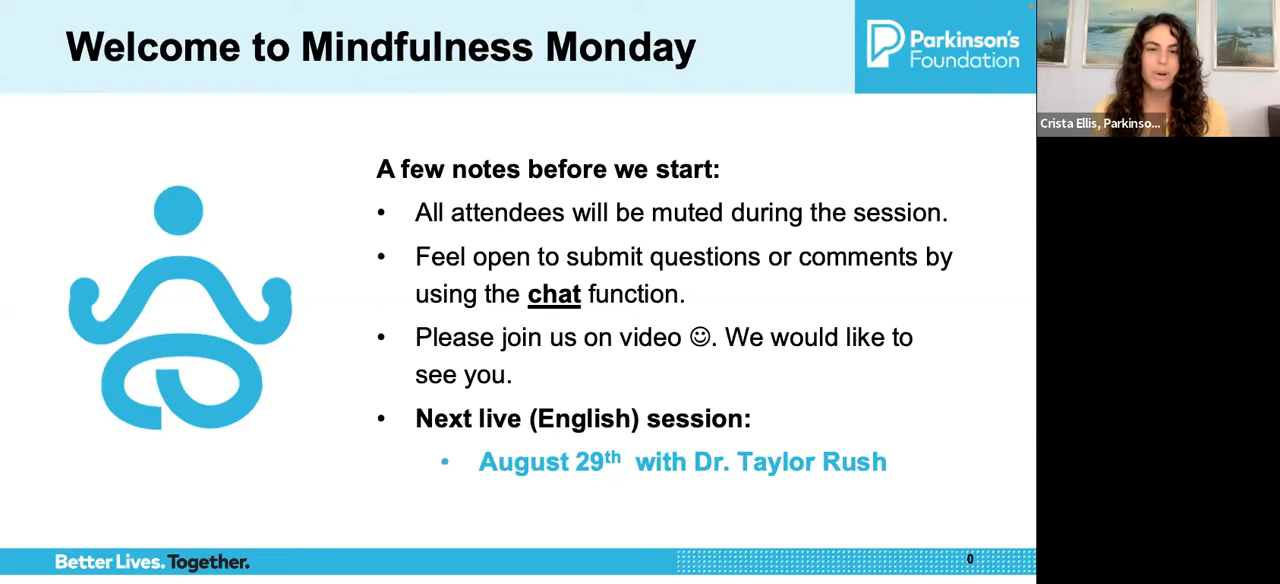 Welcome to Mindfulness Monday
Parkinson's
Foundation
Crista Ellis, Parkinso...
A few notes before we start:
• All attendees will be muted during the session.
• Feel open to submit questions or comments by
using the chat function.
• Please join us on video ☺. We would like to
see you.
• Next live (English) session:
• August 29th with Dr. Taylor Rush
Better Lives. Together.
0